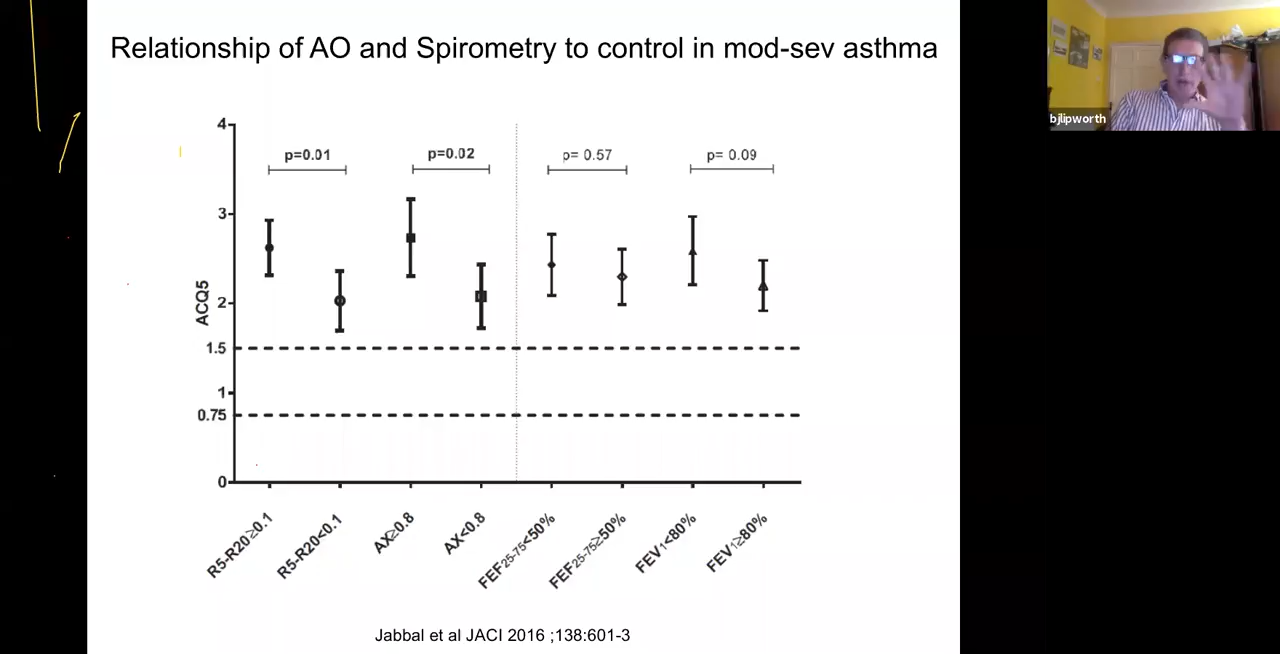 Relationship of AO and Spirometry to control in mod-sev asthma
bjlipworth
4
p=0.01
p=0.02
p= 0.57
p= 0.09
3
ACQ5
2
1.5
1
0.75
0
R5-R20≥0.1
R5-R20<0.1
AX≥0.8
AX<0.8
FEF25-75<50%
FEF25-75≥50%
FEV1<80%
FEV1≥80%
Jabbal et al JACI 2016 ;138:601-3